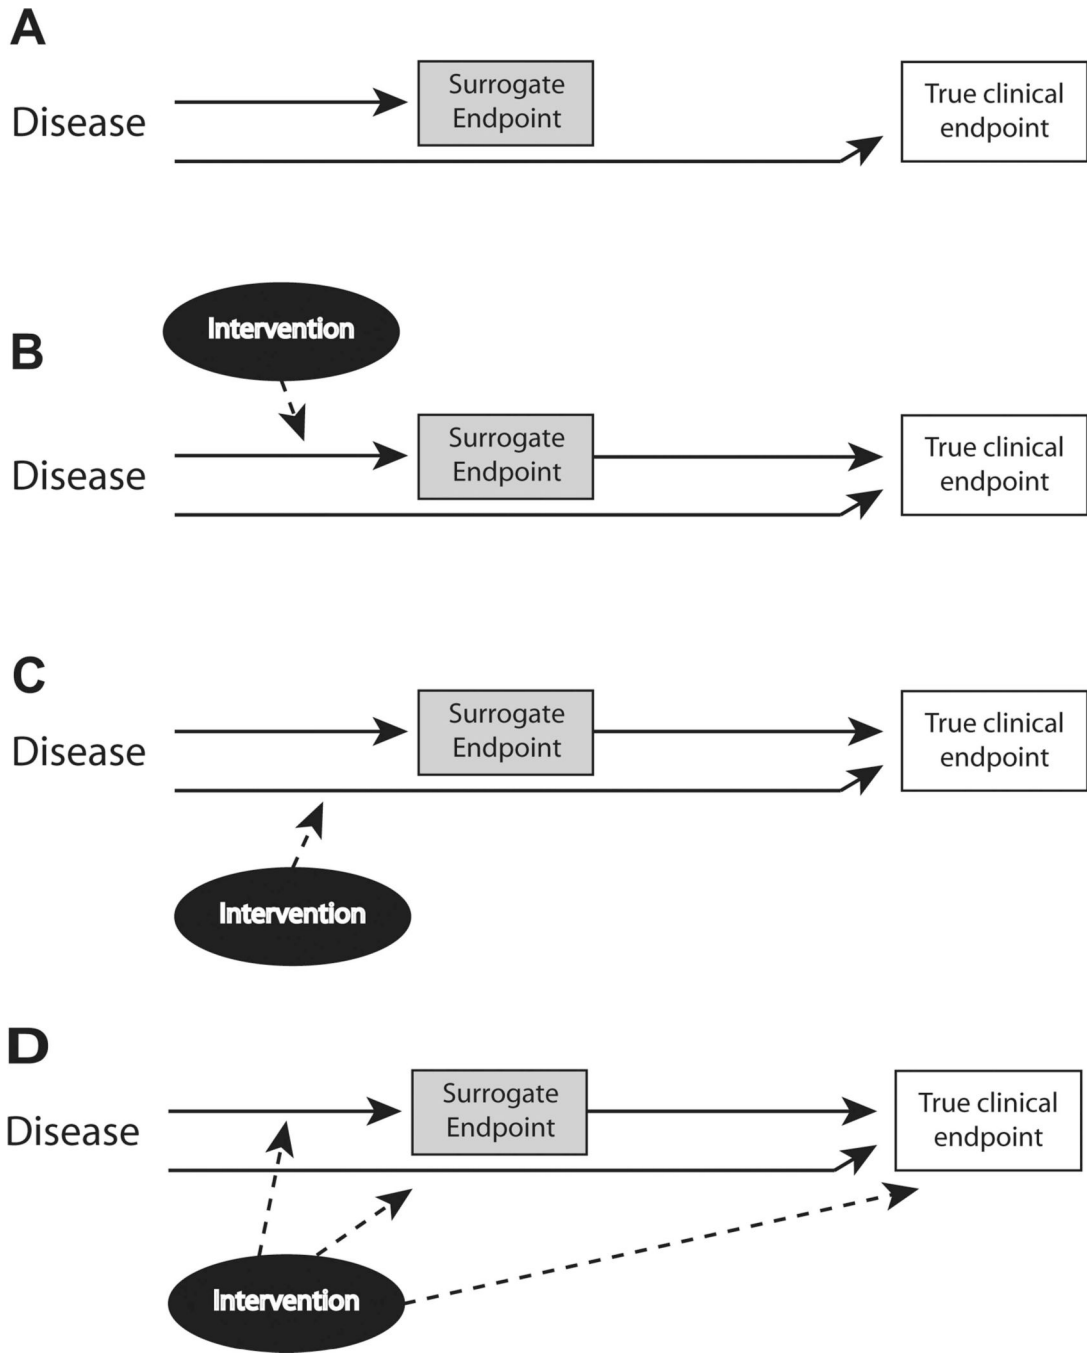 A
Disease
Surrogate
Endpoint
True clinical
endpoint
Intervention
B
Disease
Surrogate
Endpoint
True clinical
endpoint
C
Disease
Surrogate
Endpoint
True clinical
endpoint
Intervention
D
Disease
Surrogate
Endpoint
True clinical
endpoint
Intervention